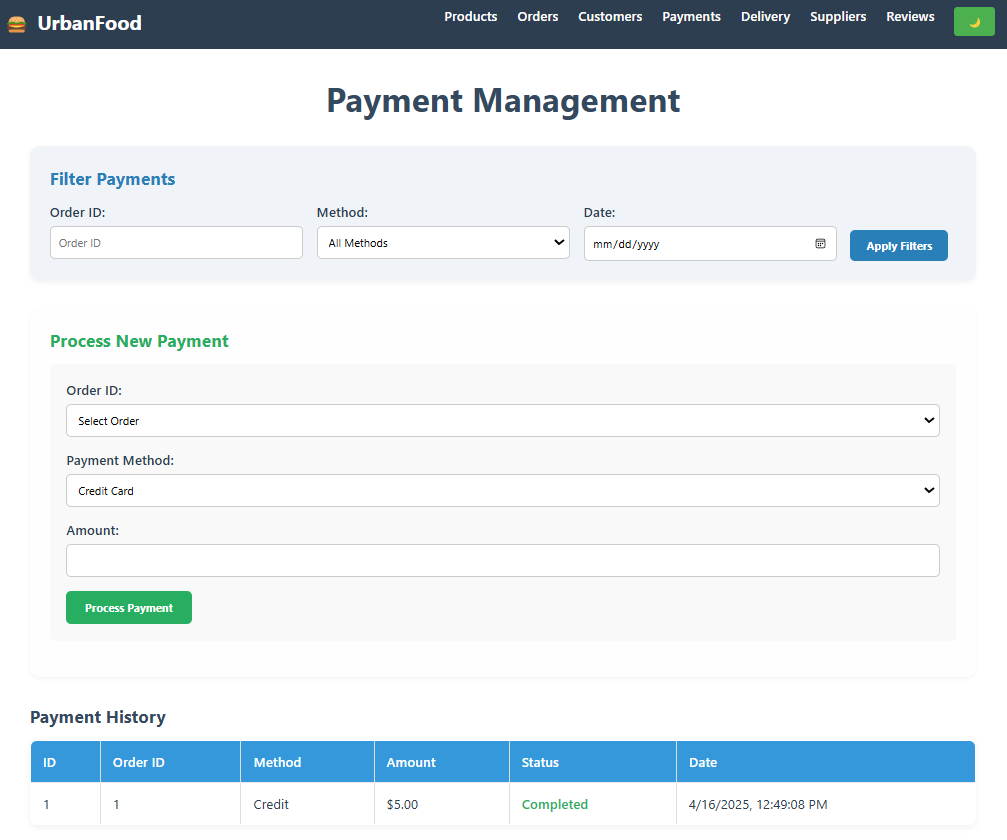 UrbanFood
Products Orders Customers Payments Delivery Suppliers Reviews
Payment Management
Filter Payments
Order ID: Method: Date:
Order ID All Methods mm/dd/yyyy Apply Filters
Process New Payment
Order ID:
Select Order
Payment Method:
Credit Card
Amount:
Process Payment
Payment History
ID Order ID Method Amount Status Date
1 1 Credit $5.00 Completed 4/16/2025, 12:49:08 PM